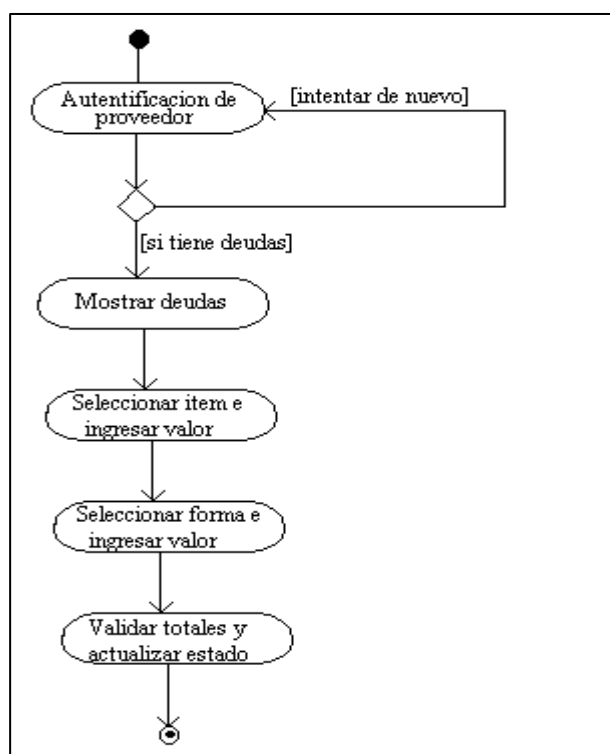 Autentificacion de
proveedor
[intentar de nuevo]
[si tiene deudas]
Mostrar deudas
Seleccionar item e
ingresar valor
Seleccionar forma e
ingresar valor
Validar totales y
actualizar estado